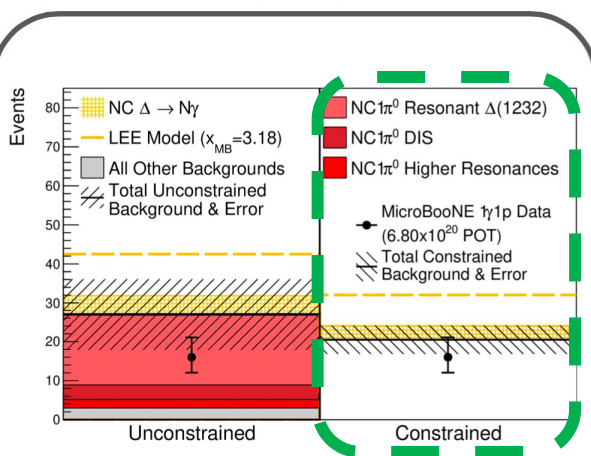 Events
80
70
60
50
40
30
20
10
0
NC Δ → Nγ
LEE Model (x_MB=3.18)
All Other Backgrounds
Total Unconstrained
Background & Error
NC1π⁰ Resonant Δ(1232)
NC1π⁰ DIS
NC1π⁰ Higher Resonances
MicroBooNE 1γ1p Data
(6.80x10²⁰ POT)
Total Constrained
Background & Error
Unconstrained
Constrained